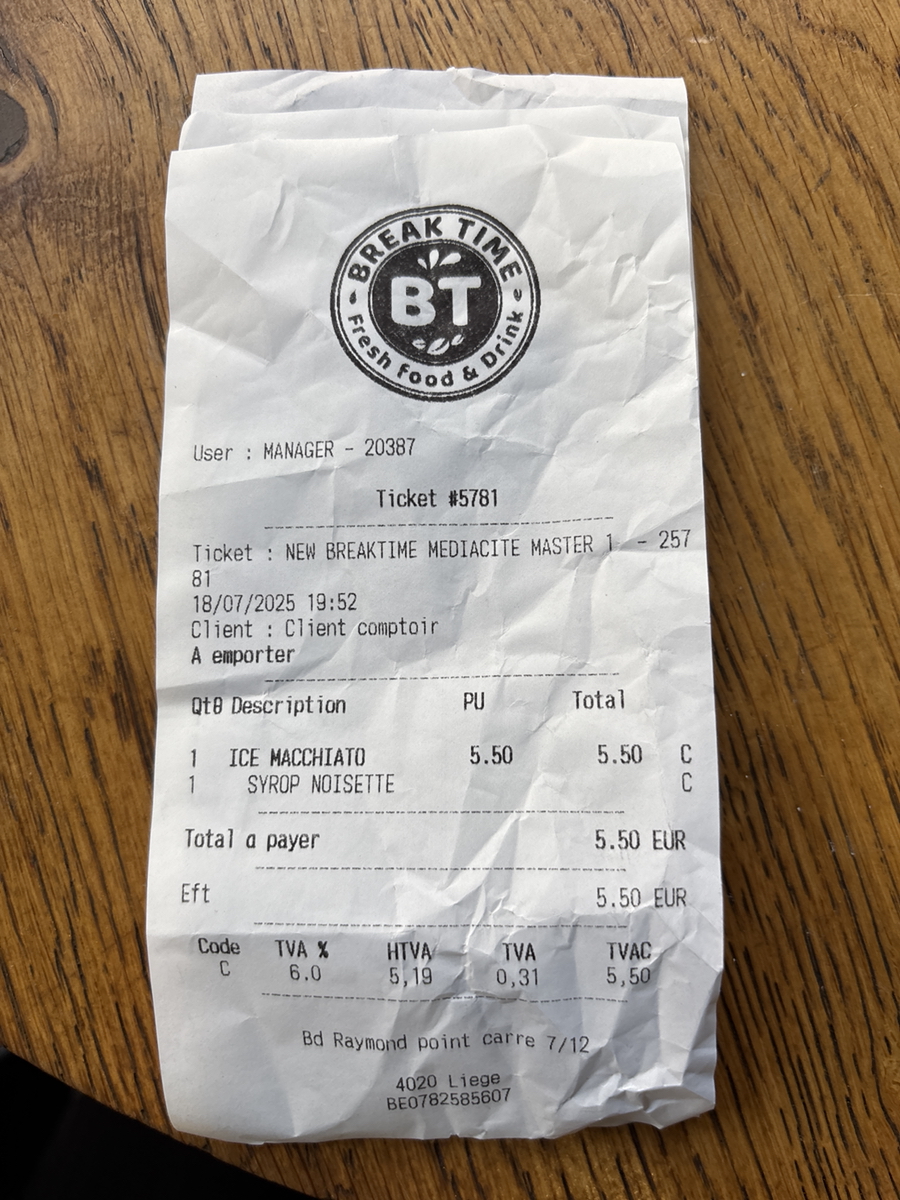 BREAK TIME
BT
Fresh Food & Drink
User : MANAGER - 20387
Ticket #5781
Ticket : NEW BREAKTIME MEDIACITE MASTER 1 - 257
81
18/07/2025 19:52
Client : Client comptoir
A emporter
Qt8 Description PU Total
1 ICE MACCHIATO 5.50 5.50 C
1 SYROP NOISETTE C
Total a payer 5.50 EUR
Eft 5.50 EUR
Code TVA % HTVA TVA TVAC
C 6.0 5,19 0,31 5,50
Bd Raymond point carre 7/12
4020 Liege
BE0782585607